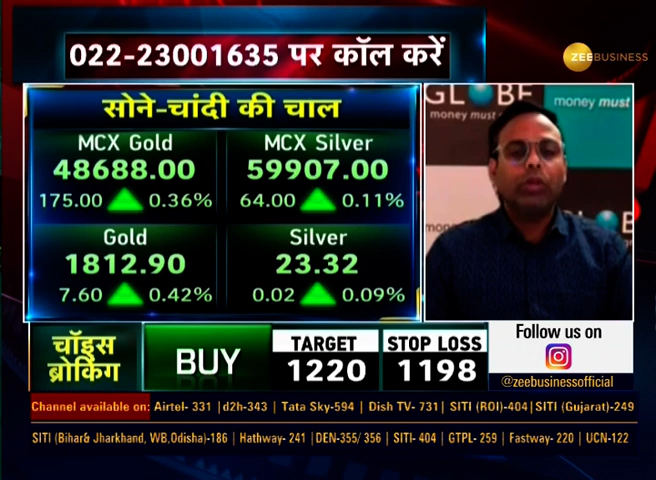 022-23001635 पर कॉल करें
ZEEBUSINESS
सोने-चांदी की चाल
MCX Gold
48688.00
175.00 0.36%
MCX Silver
59907.00
64.00 0.11%
Gold
1812.90
7.60 0.42%
Silver
23.32
0.02 0.09%
GLOBE
money must
money must
चॉइस
ब्रोकिंग
BUY
TARGET
1220
STOP LOSS
1198
Follow us on
@zeebusinessofficial
Channel available on: Airtel- 331 | d2h-343 | Tata Sky-594 | Dish TV- 731| SITI (ROI)-404| SITI (Gujarat)-249
SITI (Bihar& Jharkhand, WB,Odisha)-186 | Hathway- 241 |DEN-355/ 356 | SITI- 404 | GTPL- 259 | Fastway- 220 | UCN-122